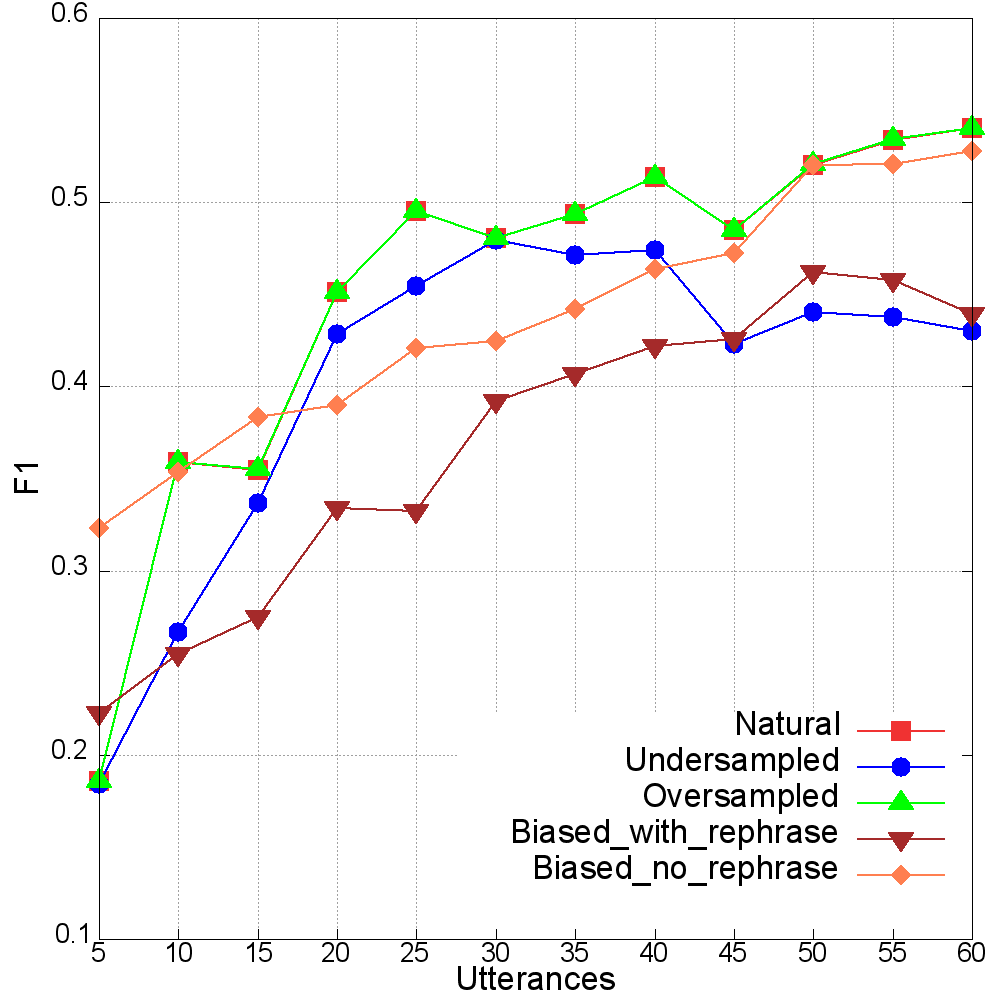 0.6
0.5
0.4
0.3
0.2
0.1
F1
Natural
Undersampled
Oversampled
Biased_with_rephrase
Biased_no_rephrase
5 10 15 20 25 30 35 40 45 50 55 60
Utterances